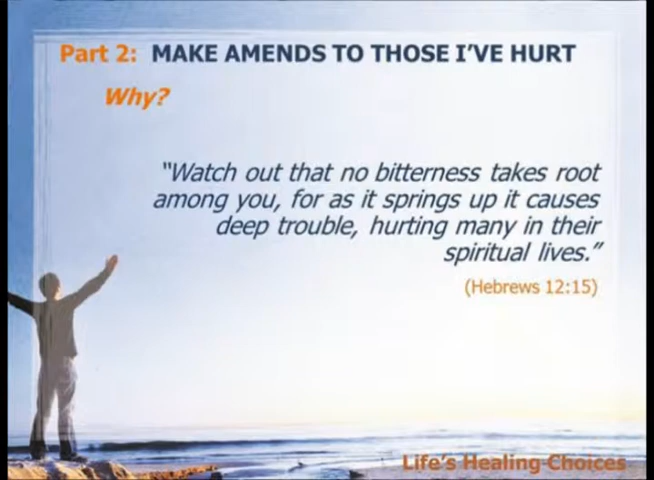 Part 2: MAKE AMENDS TO THOSE I'VE HURT
Why?
"Watch out that no bitterness takes root
among you, for as it springs up it causes
deep trouble, hurting many in their
spiritual lives."
(Hebrews 12:15)
Life's Healing Choices